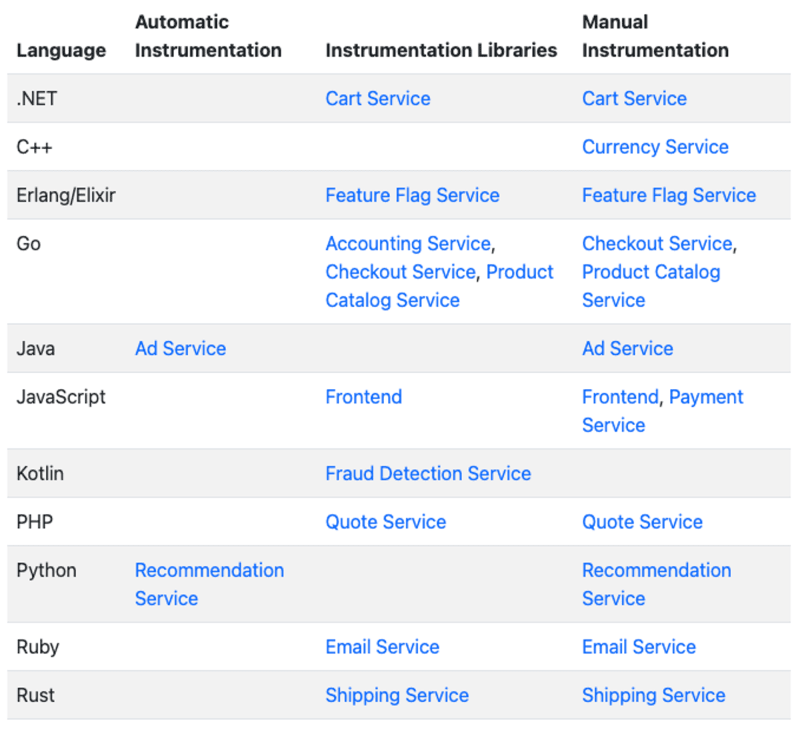 Language Automatic Instrumentation Instrumentation Libraries Manual Instrumentation
.NET Cart Service Cart Service
C++ Currency Service
Erlang/Elixir Feature Flag Service Feature Flag Service
Go Accounting Service, Checkout Service,
Checkout Service, Product Product Catalog
Catalog Service Service
Java Ad Service Ad Service
JavaScript Frontend Frontend, Payment
Service
Kotlin Fraud Detection Service
PHP Quote Service Quote Service
Python Recommendation Recommendation
Service Service
Ruby Email Service Email Service
Rust Shipping Service Shipping Service